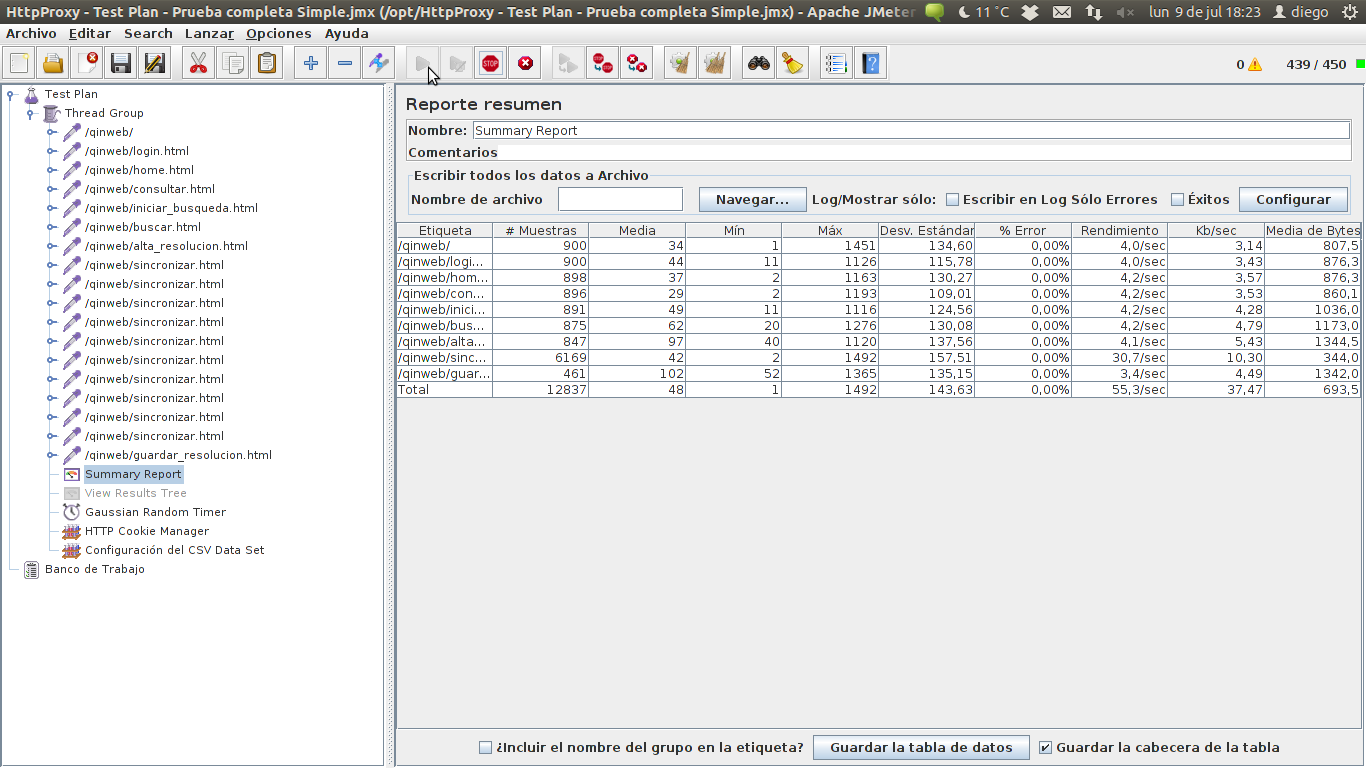 HttpProxy - Test Plan - Prueba completa Simple.jmx (/opt/HttpProxy - Test Plan - Prueba completa Simple.jmx) - Apache JMeter 11 °C lun 9 de jul 18:23 diego
Archivo Editar Search Lanzar Opciones Ayuda
STOP 0 439 / 450
Test Plan
Thread Group
/qinweb/
/qinweb/login.html
/qinweb/home.html
/qinweb/consultar.html
/qinweb/iniciar_busqueda.html
/qinweb/buscar.html
/qinweb/alta_resolucion.html
/qinweb/sincronizar.html
/qinweb/sincronizar.html
/qinweb/sincronizar.html
/qinweb/sincronizar.html
/qinweb/sincronizar.html
/qinweb/sincronizar.html
/qinweb/sincronizar.html
/qinweb/sincronizar.html
/qinweb/sincronizar.html
/qinweb/sincronizar.html
/qinweb/guardar_resolucion.html
Summary Report
View Results Tree
Gaussian Random Timer
HTTP Cookie Manager
Configuración del CSV Data Set
Banco de Trabajo
Reporte resumen
Nombre: Summary Report
Comentarios
Escribir todos los datos a Archivo
Nombre de archivo Navegar... Log/Mostrar sólo: Escribir en Log Sólo Errores Éxitos Configurar
Etiqueta # Muestras Media Mín Máx Desv. Estándar % Error Rendimiento Kb/sec Media de Bytes
/qinweb/ 900 34 1 1451 134,60 0,00% 4,0/sec 3,14 807,5
/qinweb/logi... 900 44 11 1126 115,78 0,00% 4,0/sec 3,43 876,3
/qinweb/hom... 898 37 2 1163 130,27 0,00% 4,2/sec 3,57 876,3
/qinweb/con... 896 29 2 1193 109,01 0,00% 4,2/sec 3,53 860,1
/qinweb/inici... 891 49 11 1116 124,56 0,00% 4,2/sec 4,28 1036,0
/qinweb/bus... 875 62 20 1276 130,08 0,00% 4,2/sec 4,79 1173,0
/qinweb/alta... 847 97 40 1120 137,56 0,00% 4,1/sec 5,43 1344,5
/qinweb/sinc... 6169 42 2 1492 157,51 0,00% 30,7/sec 10,30 344,0
/qinweb/guar... 461 102 52 1365 135,15 0,00% 3,4/sec 4,49 1342,0
Total 12837 48 1 1492 143,63 0,00% 55,3/sec 37,47 693,5
¿Incluir el nombre del grupo en la etiqueta? Guardar la tabla de datos Guardar la cabecera de la tabla